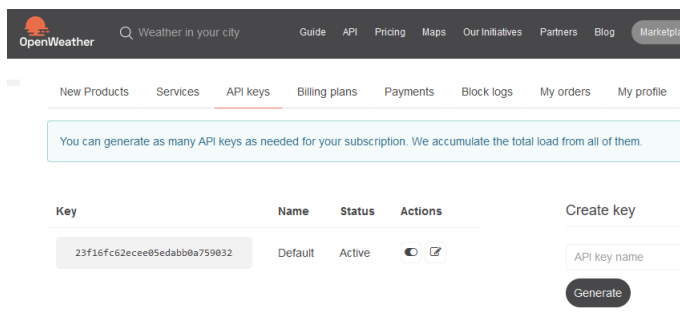 OpenWeather
Weather in your city
Guide API Pricing Maps Our Initiatives Partners Blog
New Products Services API keys Billing plans Payments Block logs My orders My profile
You can generate as many API keys as needed for your subscription. We accumulate the total load from all of them.
Key Name Status Actions
23f16fc62ecee05edabb0a759032 Default Active
Create key
API key name
Generate